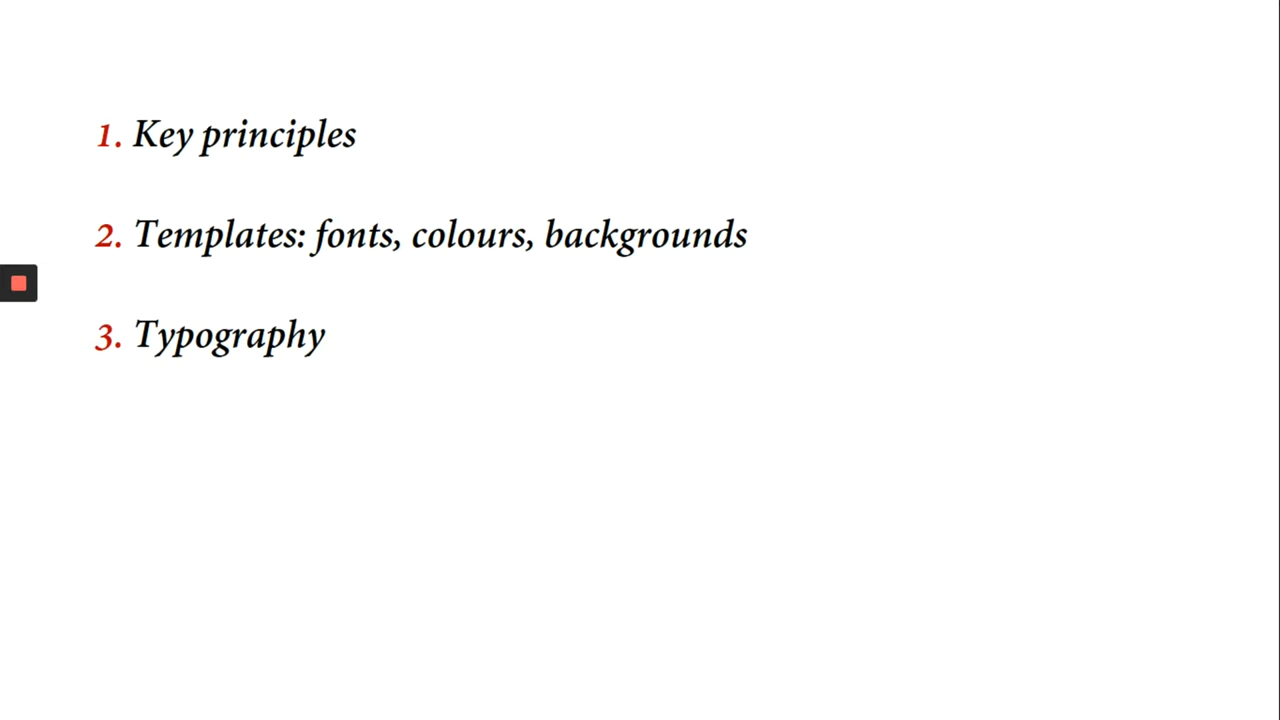 1. Key principles
2. Templates: fonts, colours, backgrounds
3. Typography